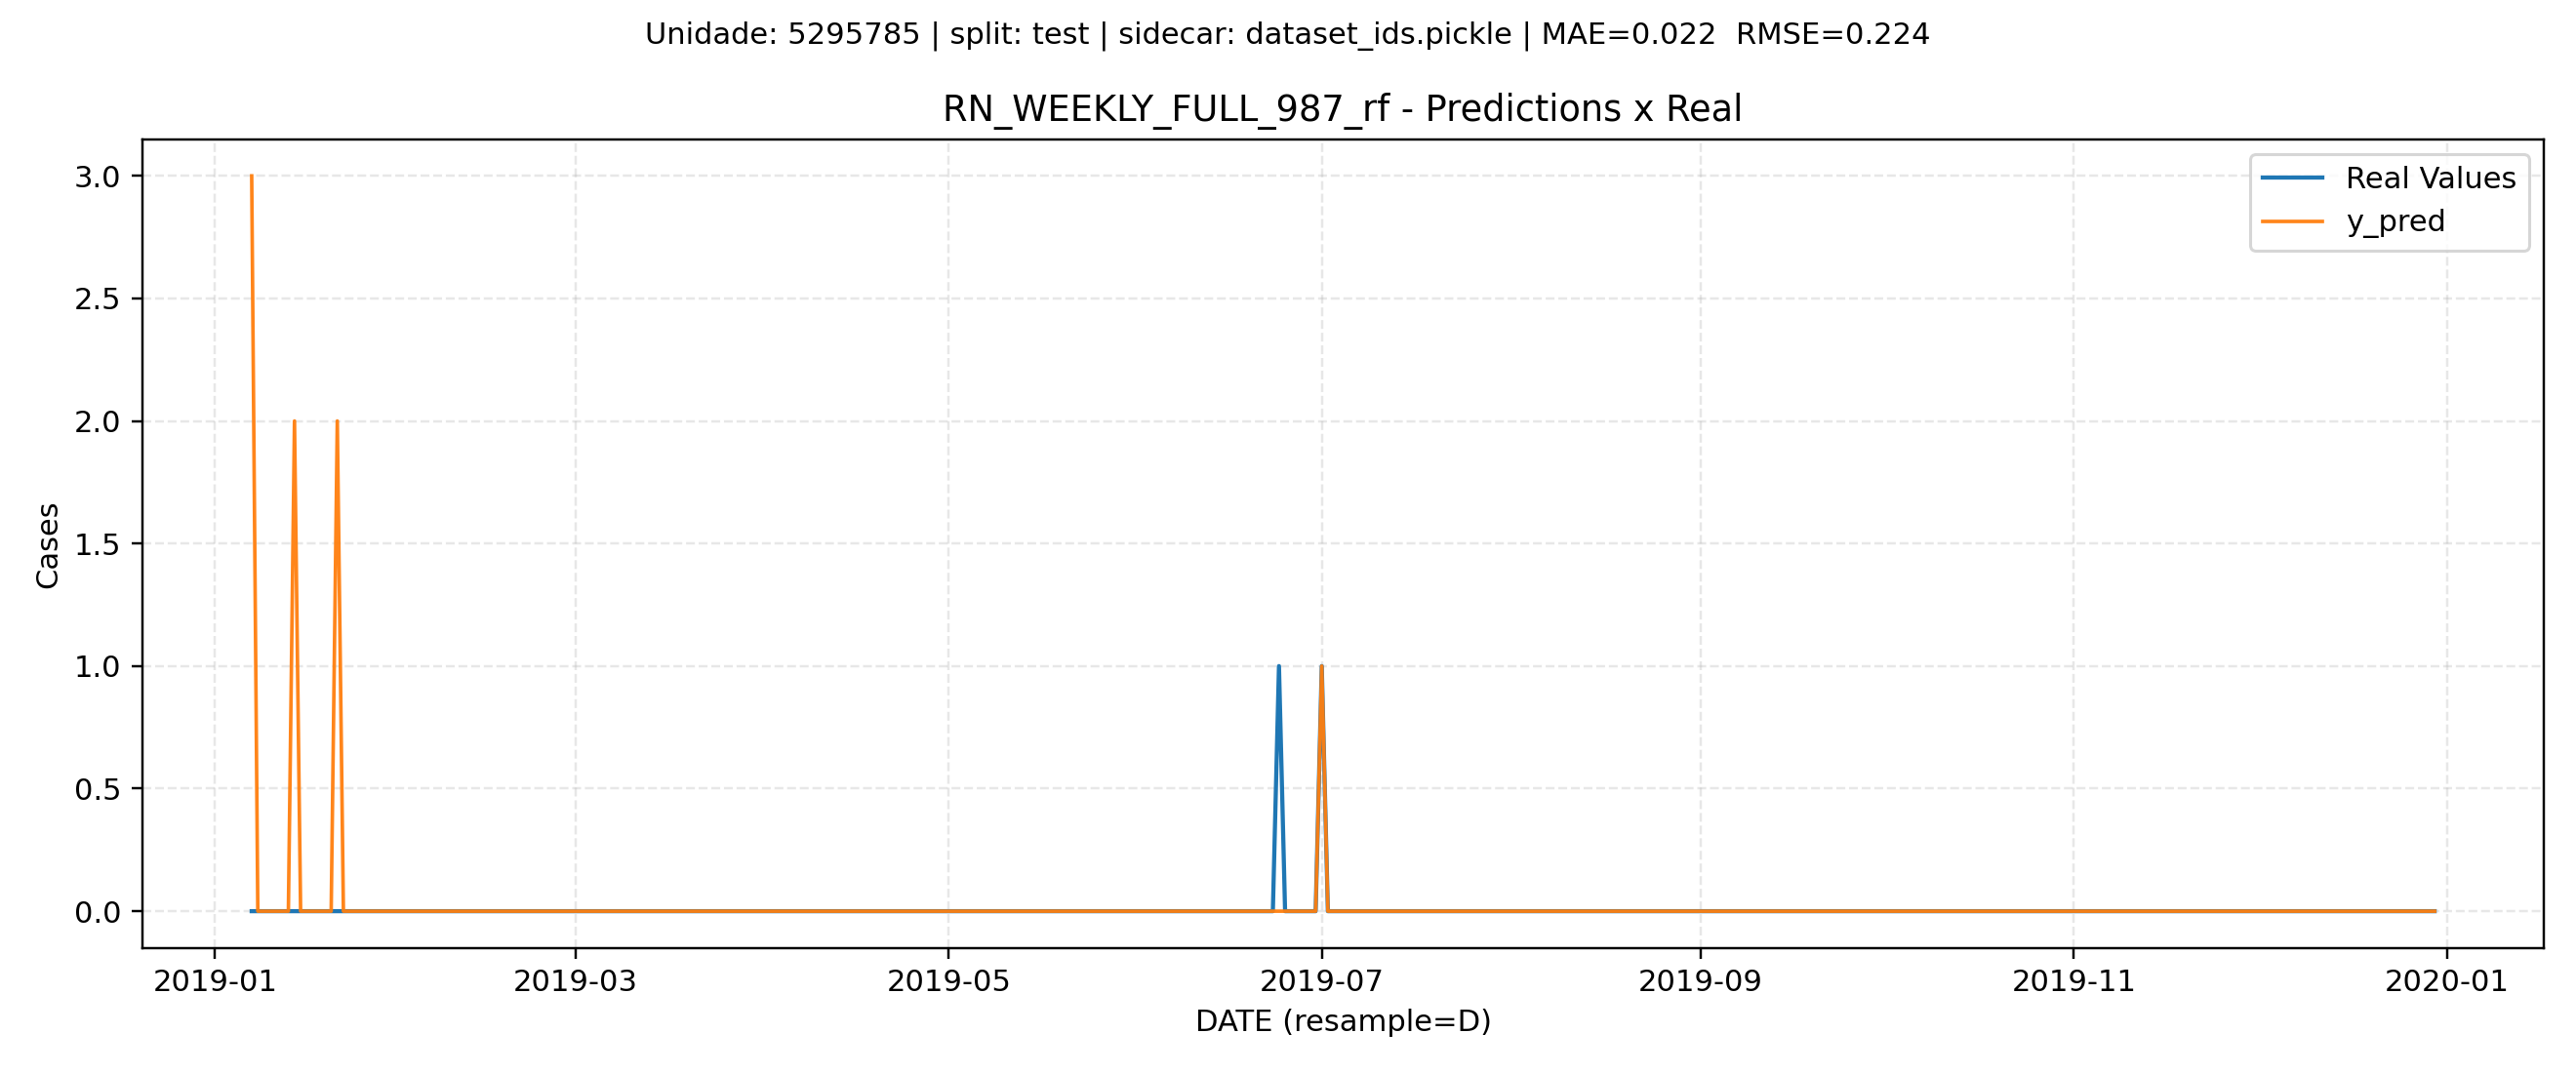 Unidade: 5295785 | split: test | sidecar: dataset_ids.pickle | MAE=0.022  RMSE=0.224
RN_WEEKLY_FULL_987_rf - Predictions x Real
Real Values
y_pred
Cases
3.0
2.5
2.0
1.5
1.0
0.5
0.0
2019-01
2019-03
2019-05
2019-07
2019-09
2019-11
2020-01
DATE (resample=D)